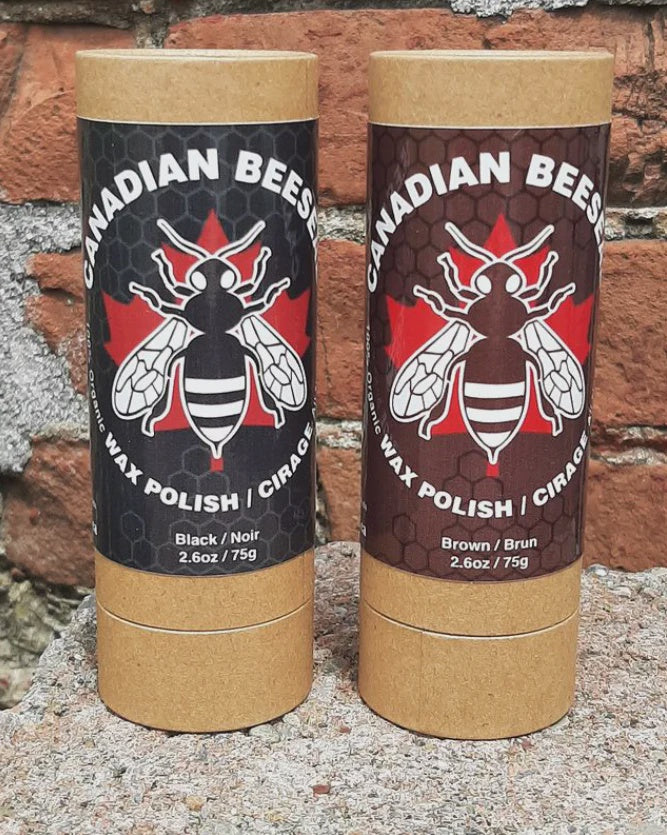 CANADIAN BEESE
100% Organic WAX POLISH / CIRAGE
Black / Noir
2.6oz / 75g
CANADIAN BEESE
100% Organic WAX POLISH / CIRAGE
Brown / Brun
2.6oz / 75g